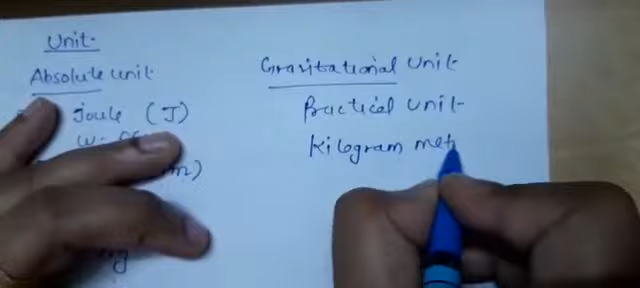 Unit-
Absolute unit
Joule (J)
m)
Gravitational Unit
Practical Unit
Kilogram met